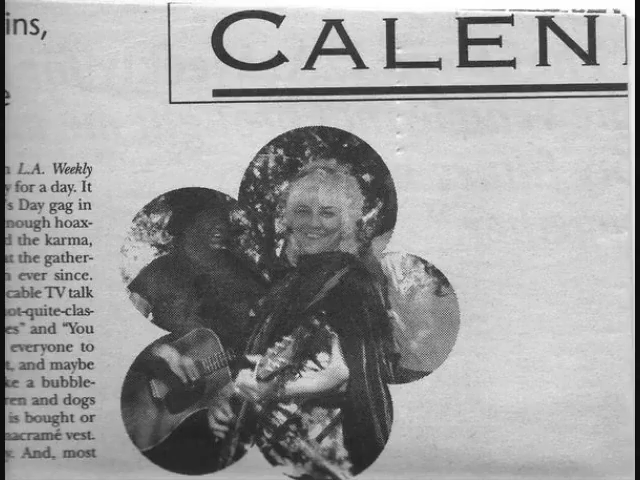 ins,
CALEN
e
n L.A. Weekly
y for a day. It
's Day gag in
nough hoax-
d the karma,
at the gather-
n ever since.
cable TV talk
not-quite-clas-
es" and "You
everyone to
t, and maybe
ke a bubble-
ren and dogs
is bought or
macramé vest.
y. And, most